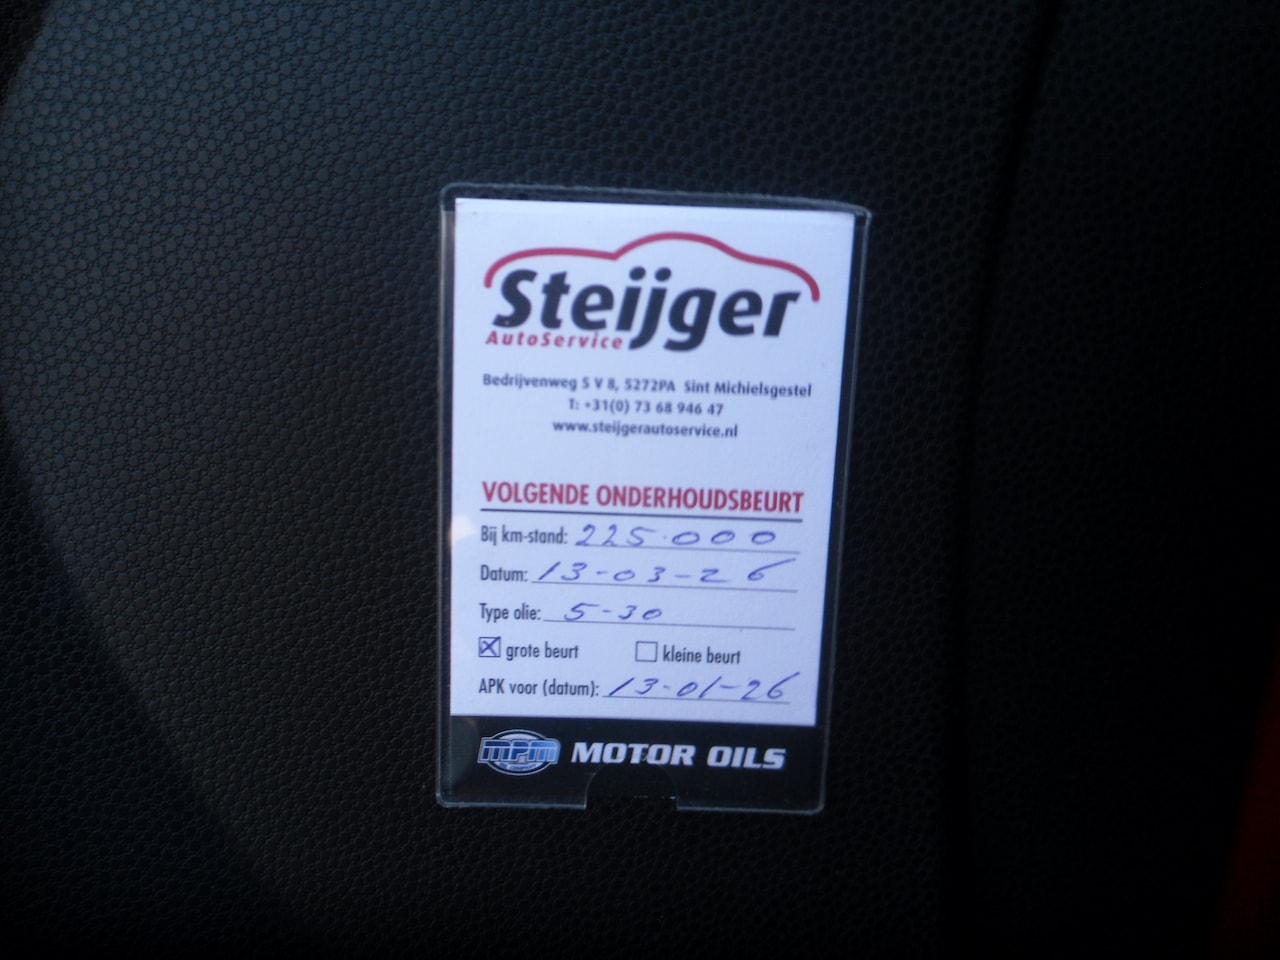 Steijger
AutoService
Bedrijvenweg 5 V 8, 5272PA Sint Michielsgestel
T: +31(0) 73 68 946 47
www.steijgerautoservice.nl
VOLGENDE ONDERHOUDSBEURT
Bij km-stand: 225.000
Datum: 13-03-26
Type olie: 5-30
grote beurt kleine beurt
APK voor (datum): 13-01-26
MPM MOTOR OILS